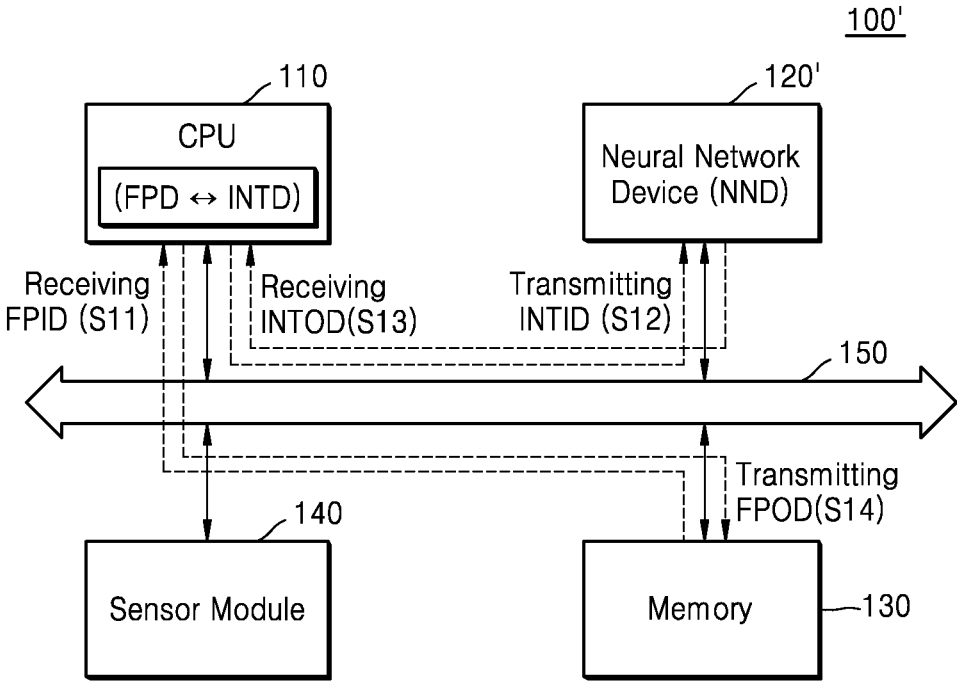 100'
110
120'
CPU
(FPD ↔ INTD)
Neural Network
Device (NND)
Receiving
FPID (S11)
Receiving
INTOD(S13)
Transmitting
INTID (S12)
150
Transmitting
FPOD(S14)
140
Sensor Module
Memory
130